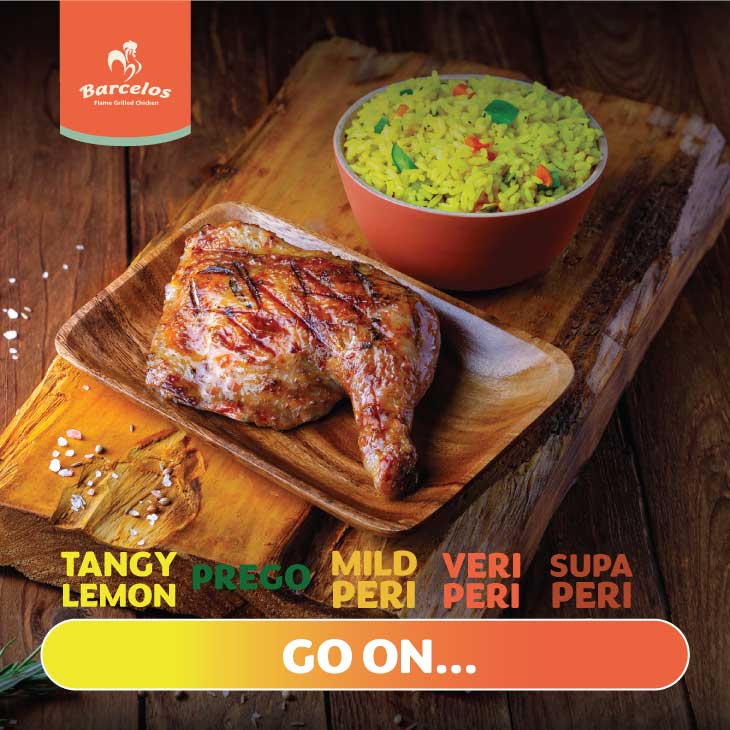 Barcelos
Flame Grilled Chicken
TANGY LEMON
PREGO
MILD PERI
VERI PERI
SUPA PERI
GO ON...